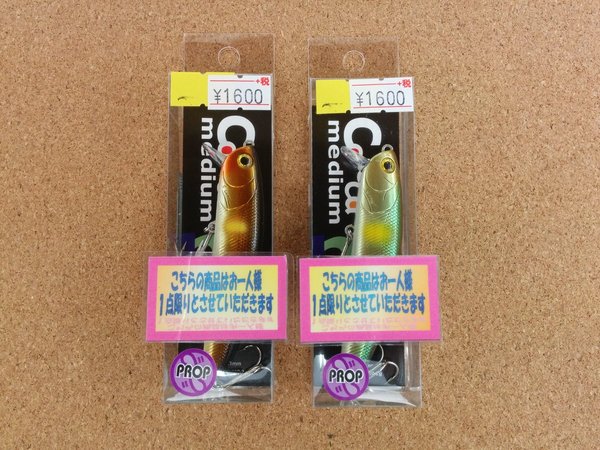 +税
¥1600
medium
こちらの商品はお一人様
1点限りとさせていただきます
PROP
+税
¥1600
medium
こちらの商品はお一人様
1点限りとさせていただきます
PROP